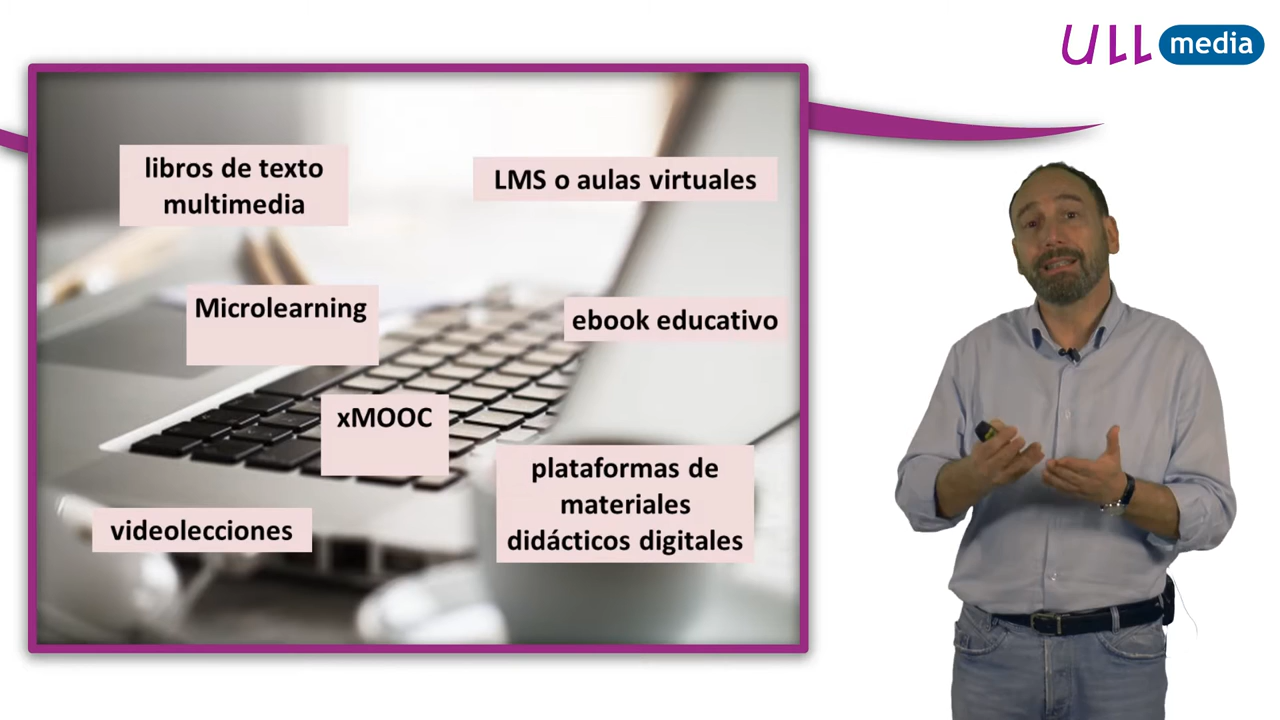 ULL media
libros de texto
multimedia
LMS o aulas virtuales
Microlearning
ebook educativo
xMOOC
plataformas de
materiales
didácticos digitales
videolecciones